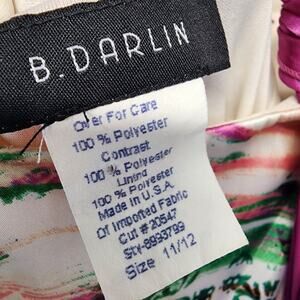 B. DARLIN
Over For Care
100 % Polyester
Contrast
100 % Polyester
Lining
100 % Polyester
Made in U.S.A.
Of Imported Fabric
Cut # 20547
Sty-8993793
Size 11/12